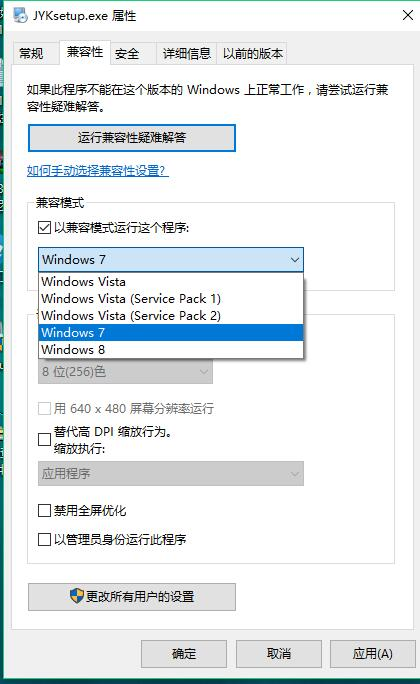 JYKsetup.exe 属性
常规
兼容性
安全
详细信息
以前的版本
如果此程序不能在这个版本的 Windows 上正常工作，请尝试运行兼
容性疑难解答。
运行兼容性疑难解答
如何手动选择兼容性设置?
兼容模式
以兼容模式运行这个程序:
Windows 7
Windows Vista
Windows Vista (Service Pack 1)
Windows Vista (Service Pack 2)
Windows 7
Windows 8
8 位(256)色
用 640 x 480 屏幕分辨率运行
替代高 DPI 缩放行为。
缩放执行:
应用程序
禁用全屏优化
以管理员身份运行此程序
更改所有用户的设置
确定
取消
应用(A)